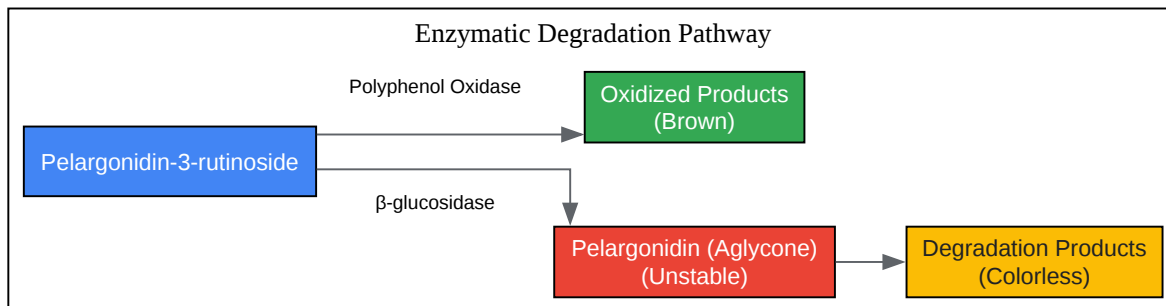 Enzymatic Degradation Pathway
Polyphenol Oxidase
Oxidized Products
(Brown)
Pelargonidin-3-rutinoside
β-glucosidase
Pelargonidin (Aglycone)
(Unstable)
Degradation Products
(Colorless)